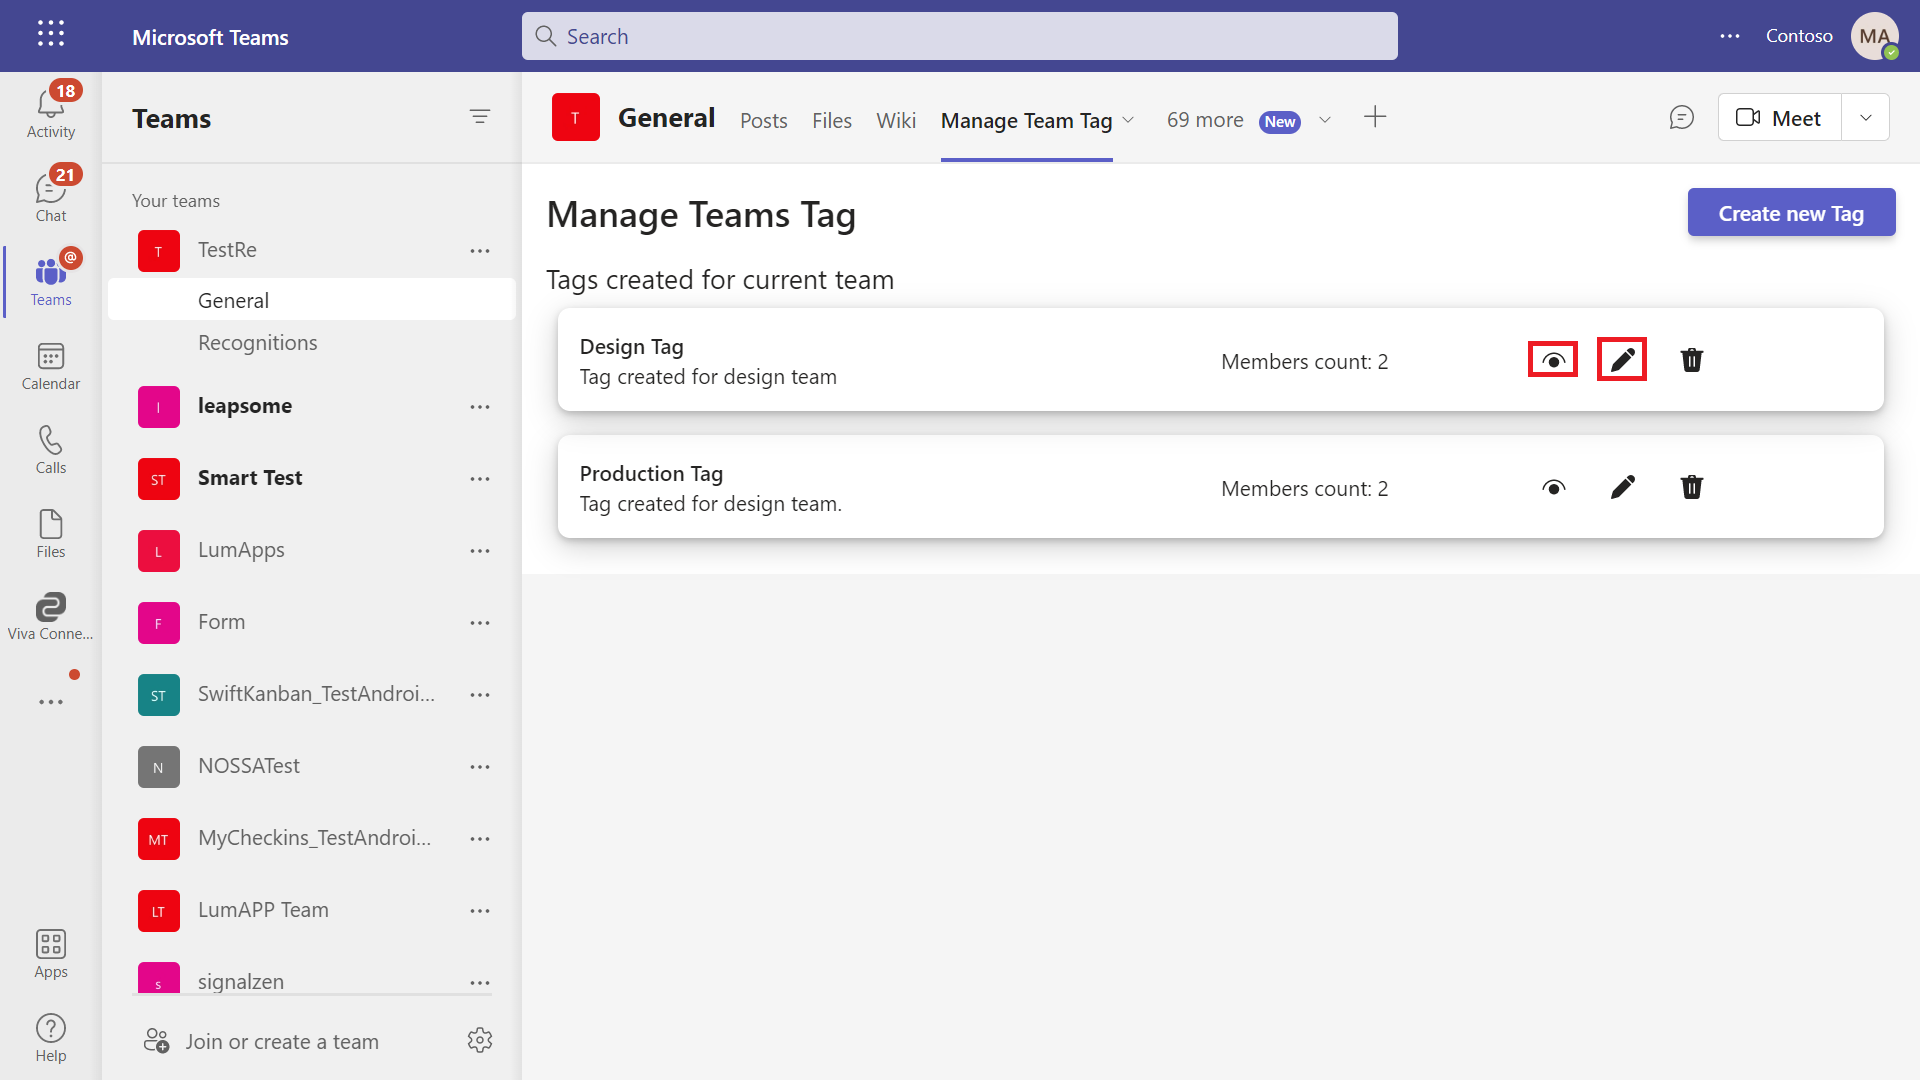 Microsoft Teams
Search
Contoso
MA
18
Activity
21
Chat
@
Teams
Calendar
Calls
Files
Viva Conne...
Apps
Help
Teams
Your teams
T
TestRe
General
Recognitions
l
leapsome
ST
Smart Test
L
LumApps
F
Form
ST
SwiftKanban_TestAndroi...
N
NOSSATest
MT
MyCheckins_TestAndroi...
LT
LumAPP Team
s
signalzen
Join or create a team
T
General
Posts
Files
Wiki
Manage Team Tag
69 more
New
Meet
Manage Teams Tag
Create new Tag
Tags created for current team
Design Tag
Tag created for design team
Members count: 2
Production Tag
Tag created for design team.
Members count: 2